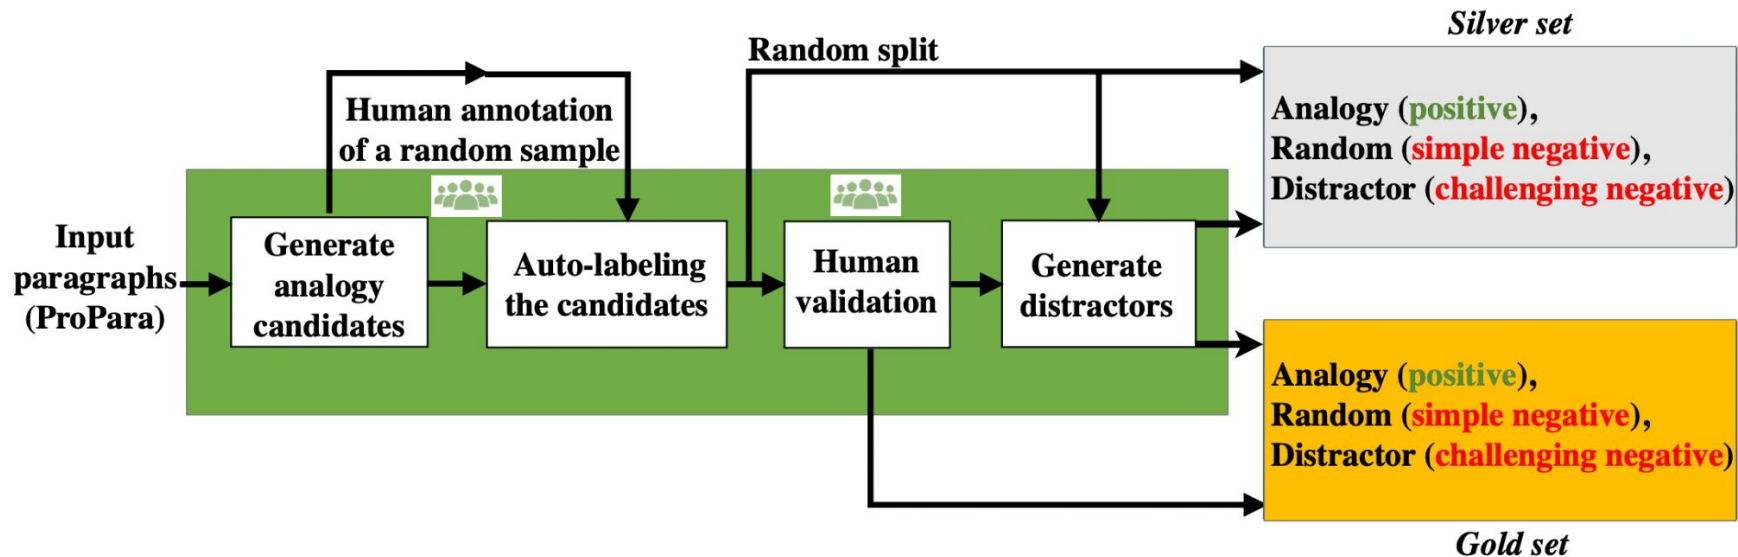 Silver set
Random split
Human annotation
of a random sample
Analogy (positive),
Random (simple negative),
Distractor (challenging negative)
Input
paragraphs
(ProPara)
Generate
analogy
candidates
Auto-labeling
the candidates
Human
validation
Generate
distractors
Analogy (positive),
Random (simple negative),
Distractor (challenging negative)
Gold set